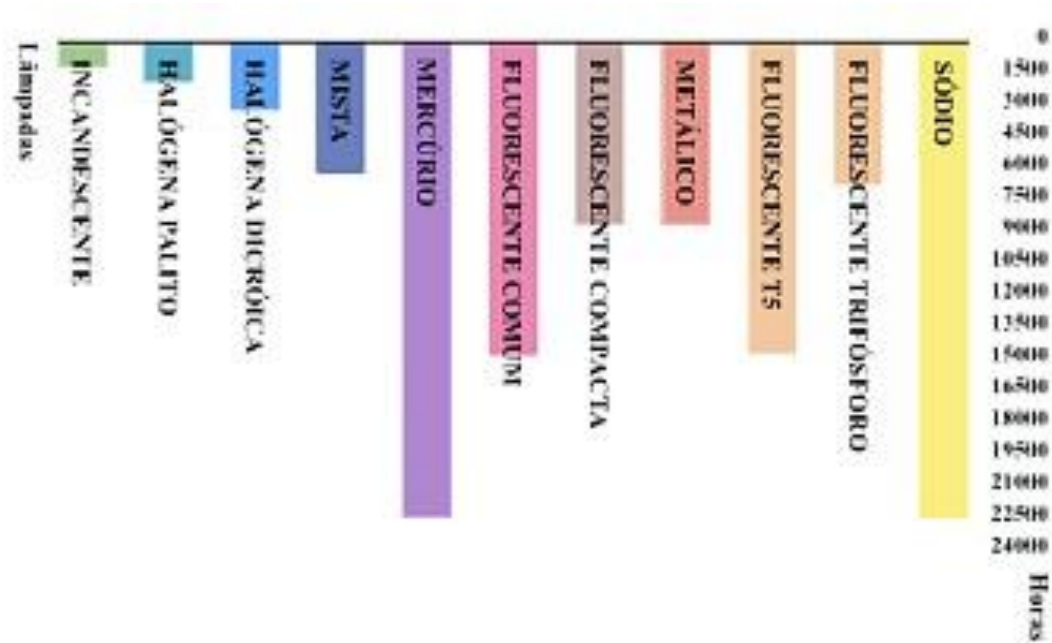 Lâmpadas
INCANDESCENTE
HALÓGENA PALITO
HALÓGENA DICRÓICA
MISTA
MERCÚRIO
FLUORESCENTE COMUM
FLUORESCENTE COMPACTA
METÁLICO
FLUORESCENTE T5
FLUORESCENTE TRIFÓSFORO
SÓDIO
0
1500
3000
4500
6000
7500
9000
10500
12000
13500
15000
16500
18000
19500
21000
22500
24000
Horas